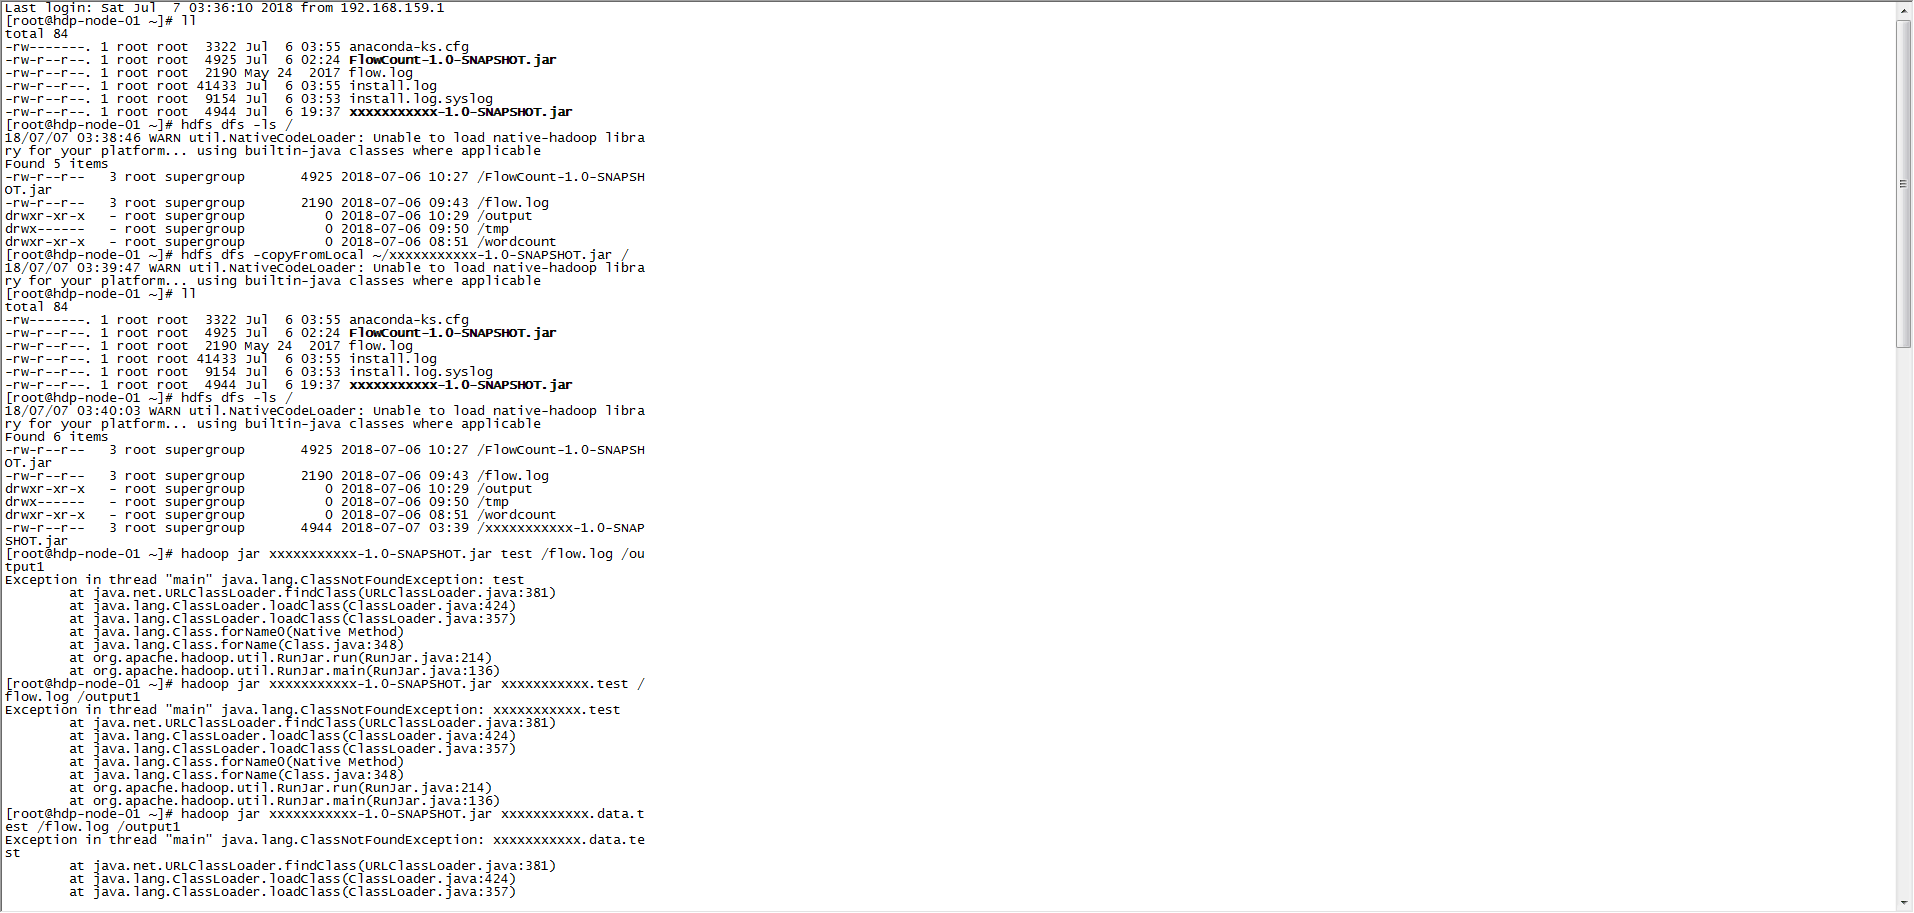 Last login: Sat Jul  7 03:36:10 2018 from 192.168.159.1
[root@hdp-node-01 ~]# ll
total 84
-rw-------. 1 root root  3322 Jul  6 03:55 anaconda-ks.cfg
-rw-r--r--. 1 root root  4925 Jul  6 02:24 FlowCount-1.0-SNAPSHOT.jar
-rw-r--r--. 1 root root  2190 May 24  2017 flow.log
-rw-r--r--. 1 root root 41433 Jul  6 03:55 install.log
-rw-r--r--. 1 root root  9154 Jul  6 03:53 install.log.syslog
-rw-r--r--. 1 root root  4944 Jul  6 19:37 xxxxxxxxxxx-1.0-SNAPSHOT.jar
[root@hdp-node-01 ~]# hdfs dfs -ls /
18/07/07 03:38:46 WARN util.NativeCodeLoader: Unable to load native-hadoop libra
ry for your platform... using builtin-java classes where applicable
Found 5 items
-rw-r--r--   3 root supergroup       4925 2018-07-06 10:27 /FlowCount-1.0-SNAPSH
OT.jar
-rw-r--r--   3 root supergroup       2190 2018-07-06 09:43 /flow.log
drwxr-xr-x   - root supergroup          0 2018-07-06 10:29 /output
drwx------   - root supergroup          0 2018-07-06 09:50 /tmp
drwxr-xr-x   - root supergroup          0 2018-07-06 08:51 /wordcount
[root@hdp-node-01 ~]# hdfs dfs -copyFromLocal ~/xxxxxxxxxxx-1.0-SNAPSHOT.jar /
18/07/07 03:39:47 WARN util.NativeCodeLoader: Unable to load native-hadoop libra
ry for your platform... using builtin-java classes where applicable
[root@hdp-node-01 ~]# ll
total 84
-rw-------. 1 root root  3322 Jul  6 03:55 anaconda-ks.cfg
-rw-r--r--. 1 root root  4925 Jul  6 02:24 FlowCount-1.0-SNAPSHOT.jar
-rw-r--r--. 1 root root  2190 May 24  2017 flow.log
-rw-r--r--. 1 root root 41433 Jul  6 03:55 install.log
-rw-r--r--. 1 root root  9154 Jul  6 03:53 install.log.syslog
-rw-r--r--. 1 root root  4944 Jul  6 19:37 xxxxxxxxxxx-1.0-SNAPSHOT.jar
[root@hdp-node-01 ~]# hdfs dfs -ls /
18/07/07 03:40:03 WARN util.NativeCodeLoader: Unable to load native-hadoop libra
ry for your platform... using builtin-java classes where applicable
Found 6 items
-rw-r--r--   3 root supergroup       4925 2018-07-06 10:27 /FlowCount-1.0-SNAPSH
OT.jar
-rw-r--r--   3 root supergroup       2190 2018-07-06 09:43 /flow.log
drwxr-xr-x   - root supergroup          0 2018-07-06 10:29 /output
drwx------   - root supergroup          0 2018-07-06 09:50 /tmp
drwxr-xr-x   - root supergroup          0 2018-07-06 08:51 /wordcount
-rw-r--r--   3 root supergroup       4944 2018-07-07 03:39 /xxxxxxxxxxx-1.0-SNAP
SHOT.jar
[root@hdp-node-01 ~]# hadoop jar xxxxxxxxxxx-1.0-SNAPSHOT.jar test /flow.log /ou
tput1
Exception in thread "main" java.lang.ClassNotFoundException: test
        at java.net.URLClassLoader.findClass(URLClassLoader.java:381)
        at java.lang.ClassLoader.loadClass(ClassLoader.java:424)
        at java.lang.ClassLoader.loadClass(ClassLoader.java:357)
        at java.lang.Class.forName0(Native Method)
        at java.lang.Class.forName(Class.java:348)
        at org.apache.hadoop.util.RunJar.run(RunJar.java:214)
        at org.apache.hadoop.util.RunJar.main(RunJar.java:136)
[root@hdp-node-01 ~]# hadoop jar xxxxxxxxxxx-1.0-SNAPSHOT.jar xxxxxxxxxxx.test /
flow.log /output1
Exception in thread "main" java.lang.ClassNotFoundException: xxxxxxxxxxx.test
        at java.net.URLClassLoader.findClass(URLClassLoader.java:381)
        at java.lang.ClassLoader.loadClass(ClassLoader.java:424)
        at java.lang.ClassLoader.loadClass(ClassLoader.java:357)
        at java.lang.Class.forName0(Native Method)
        at java.lang.Class.forName(Class.java:348)
        at org.apache.hadoop.util.RunJar.run(RunJar.java:214)
        at org.apache.hadoop.util.RunJar.main(RunJar.java:136)
[root@hdp-node-01 ~]# hadoop jar xxxxxxxxxxx-1.0-SNAPSHOT.jar xxxxxxxxxxx.data.t
est /flow.log /output1
Exception in thread "main" java.lang.ClassNotFoundException: xxxxxxxxxxx.data.te
st
        at java.net.URLClassLoader.findClass(URLClassLoader.java:381)
        at java.lang.ClassLoader.loadClass(ClassLoader.java:424)
        at java.lang.ClassLoader.loadClass(ClassLoader.java:357)